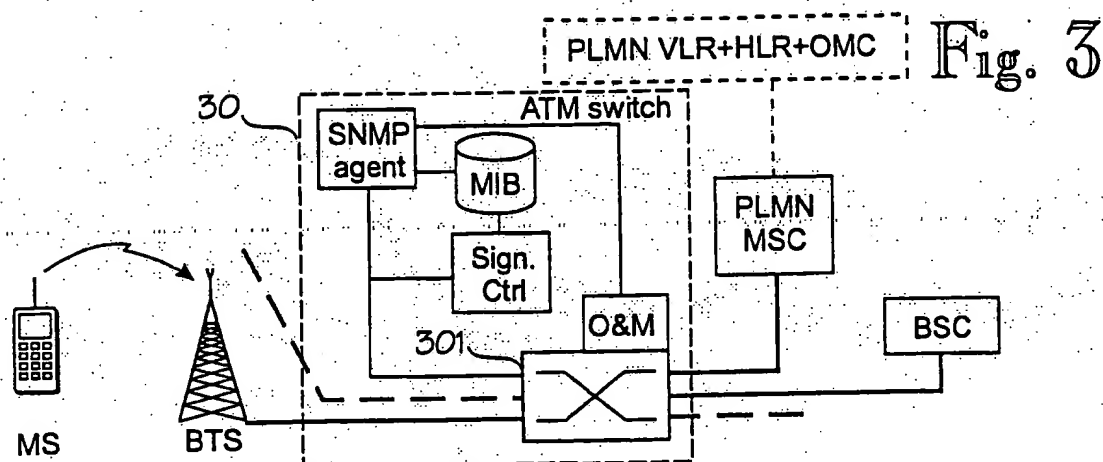 PLMN VLR+HLR+OMC
Fig. 3
30
ATM switch
SNMP
agent
MIB
PLMN
MSC
Sign.
Ctrl
O&M
BSC
301
MS
BTS